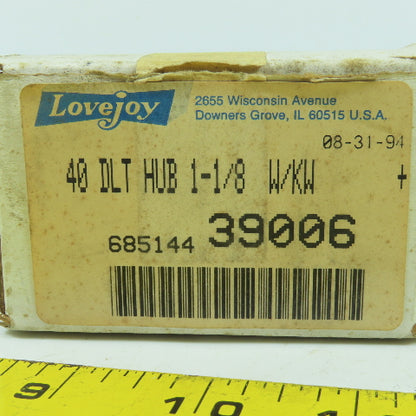 Lovejoy
2655 Wisconsin Avenue
Downers Grove, IL 60515 U.S.A.
08-31-94
40 DLT HUB 1-1/8 W/KW +
685144 39006
9 10 11